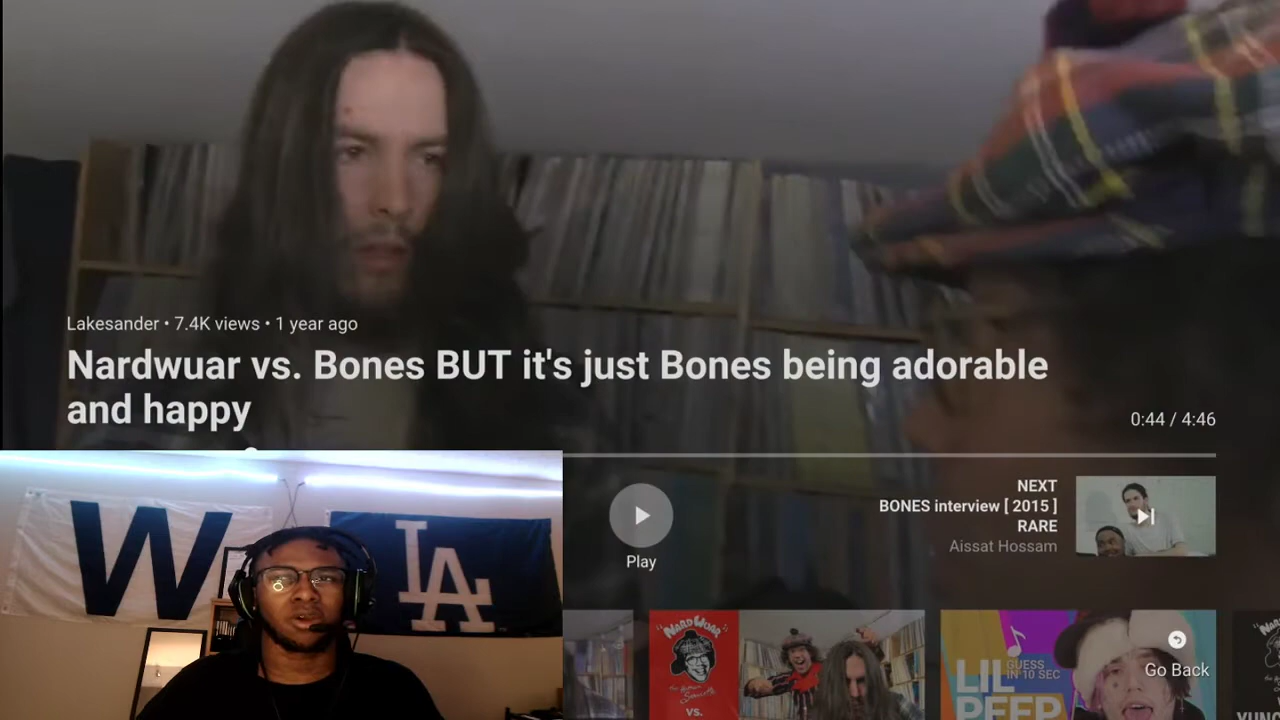 Lakesander • 7.4K views • 1 year ago
Nardwuar vs. Bones BUT it's just Bones being adorable
and happy
0:44 / 4:46
NEXT
BONES interview [ 2015 ]
RARE
Aissat Hossam
Play
W
LA
NARDWUAR
VS.
GUESS
IN 10 SEC
LIL
PEEP
Go Back